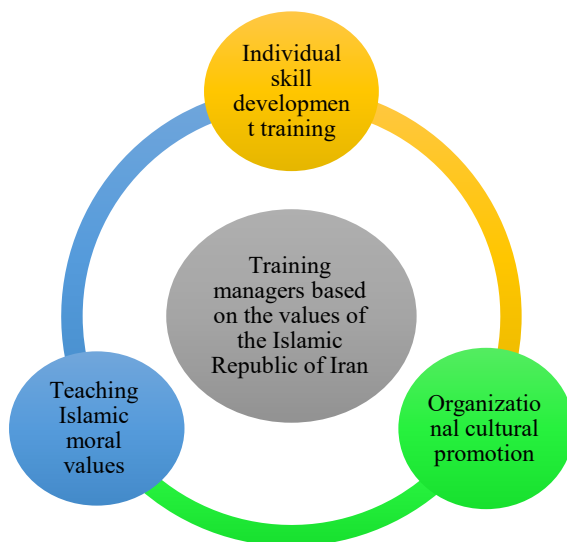 Individual
skill
developmen
t training
Training
managers based
on the values of
the Islamic
Republic of Iran
Teaching
Islamic
moral
values
Organizatio
nal cultural
promotion